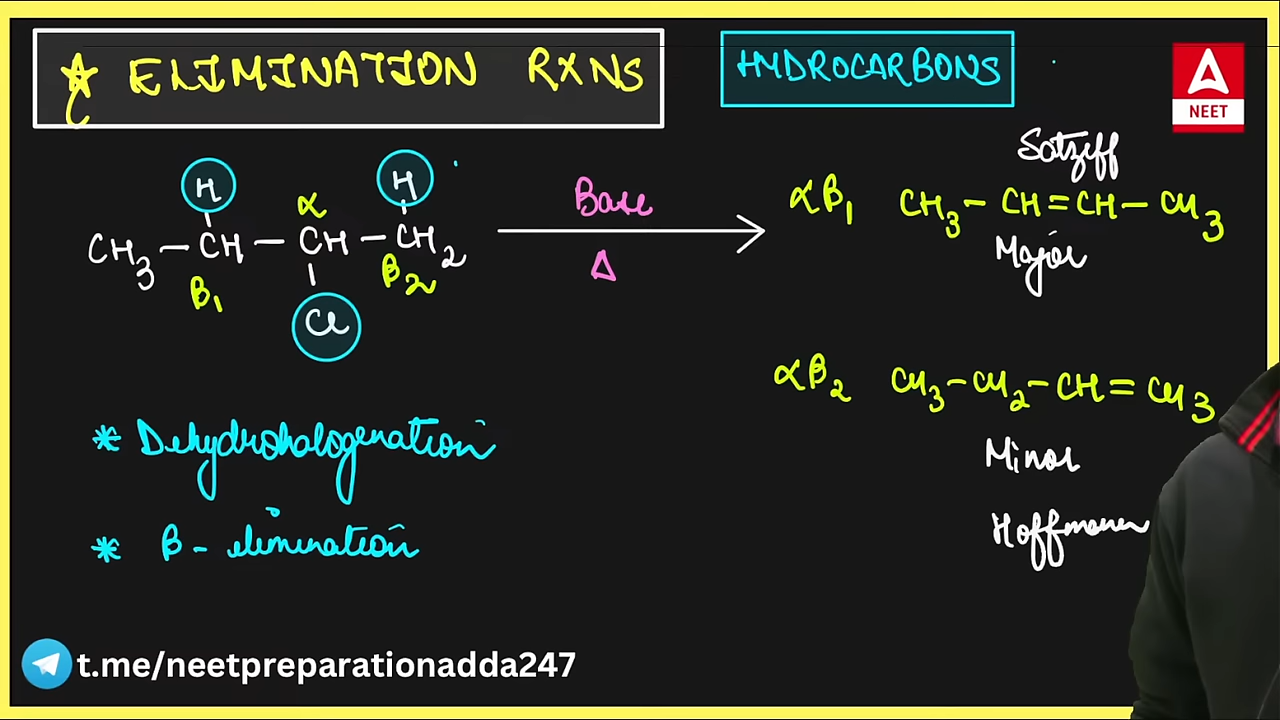 * ELIMINATION RXNS
HYDROCARBONS
NEET
H H
α
CH3 - CH - CH - CH2
β1 β2
Cl
Base
Δ
Satziff
αβ1 CH3 - CH = CH - CH3
Major
αβ2 CH3 - CH2 - CH = CH3
Minor
Hoffmann
* Dehydrohalogenation
* β - elimination
t.me/neetpreparationadda247